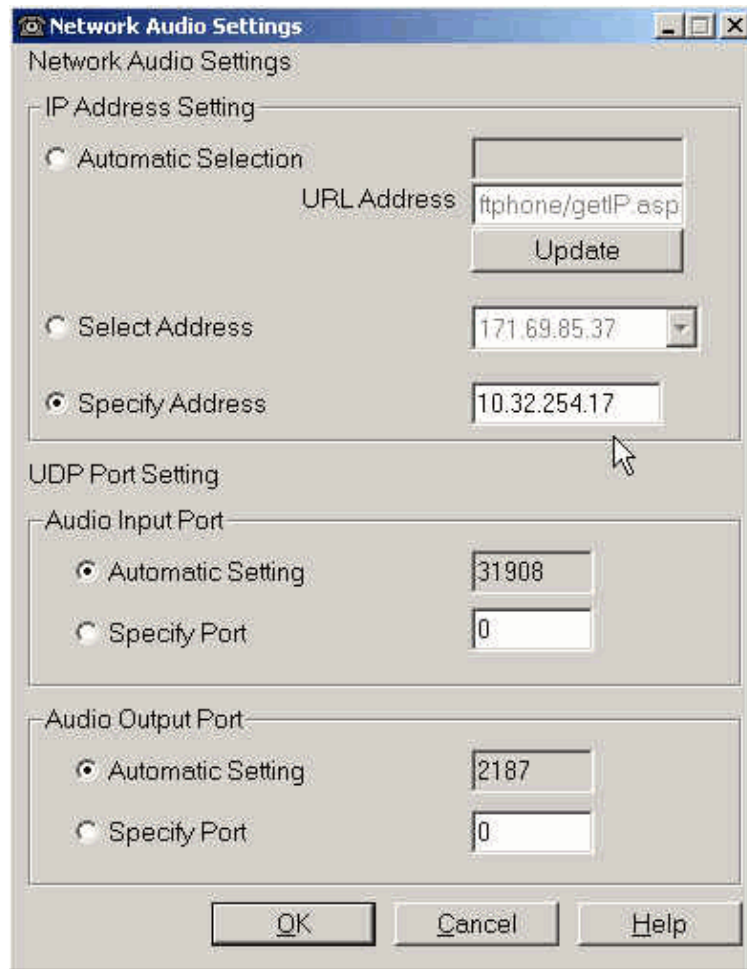 Network Audio Settings
Network Audio Settings
IP Address Setting
Automatic Selection
URL Address ftphone/getIP.asp
Update
Select Address 171.69.85.37
Specify Address 10.32.254.17
UDP Port Setting
Audio Input Port
Automatic Setting 31908
Specify Port 0
Audio Output Port
Automatic Setting 2187
Specify Port 0
OK Cancel Help